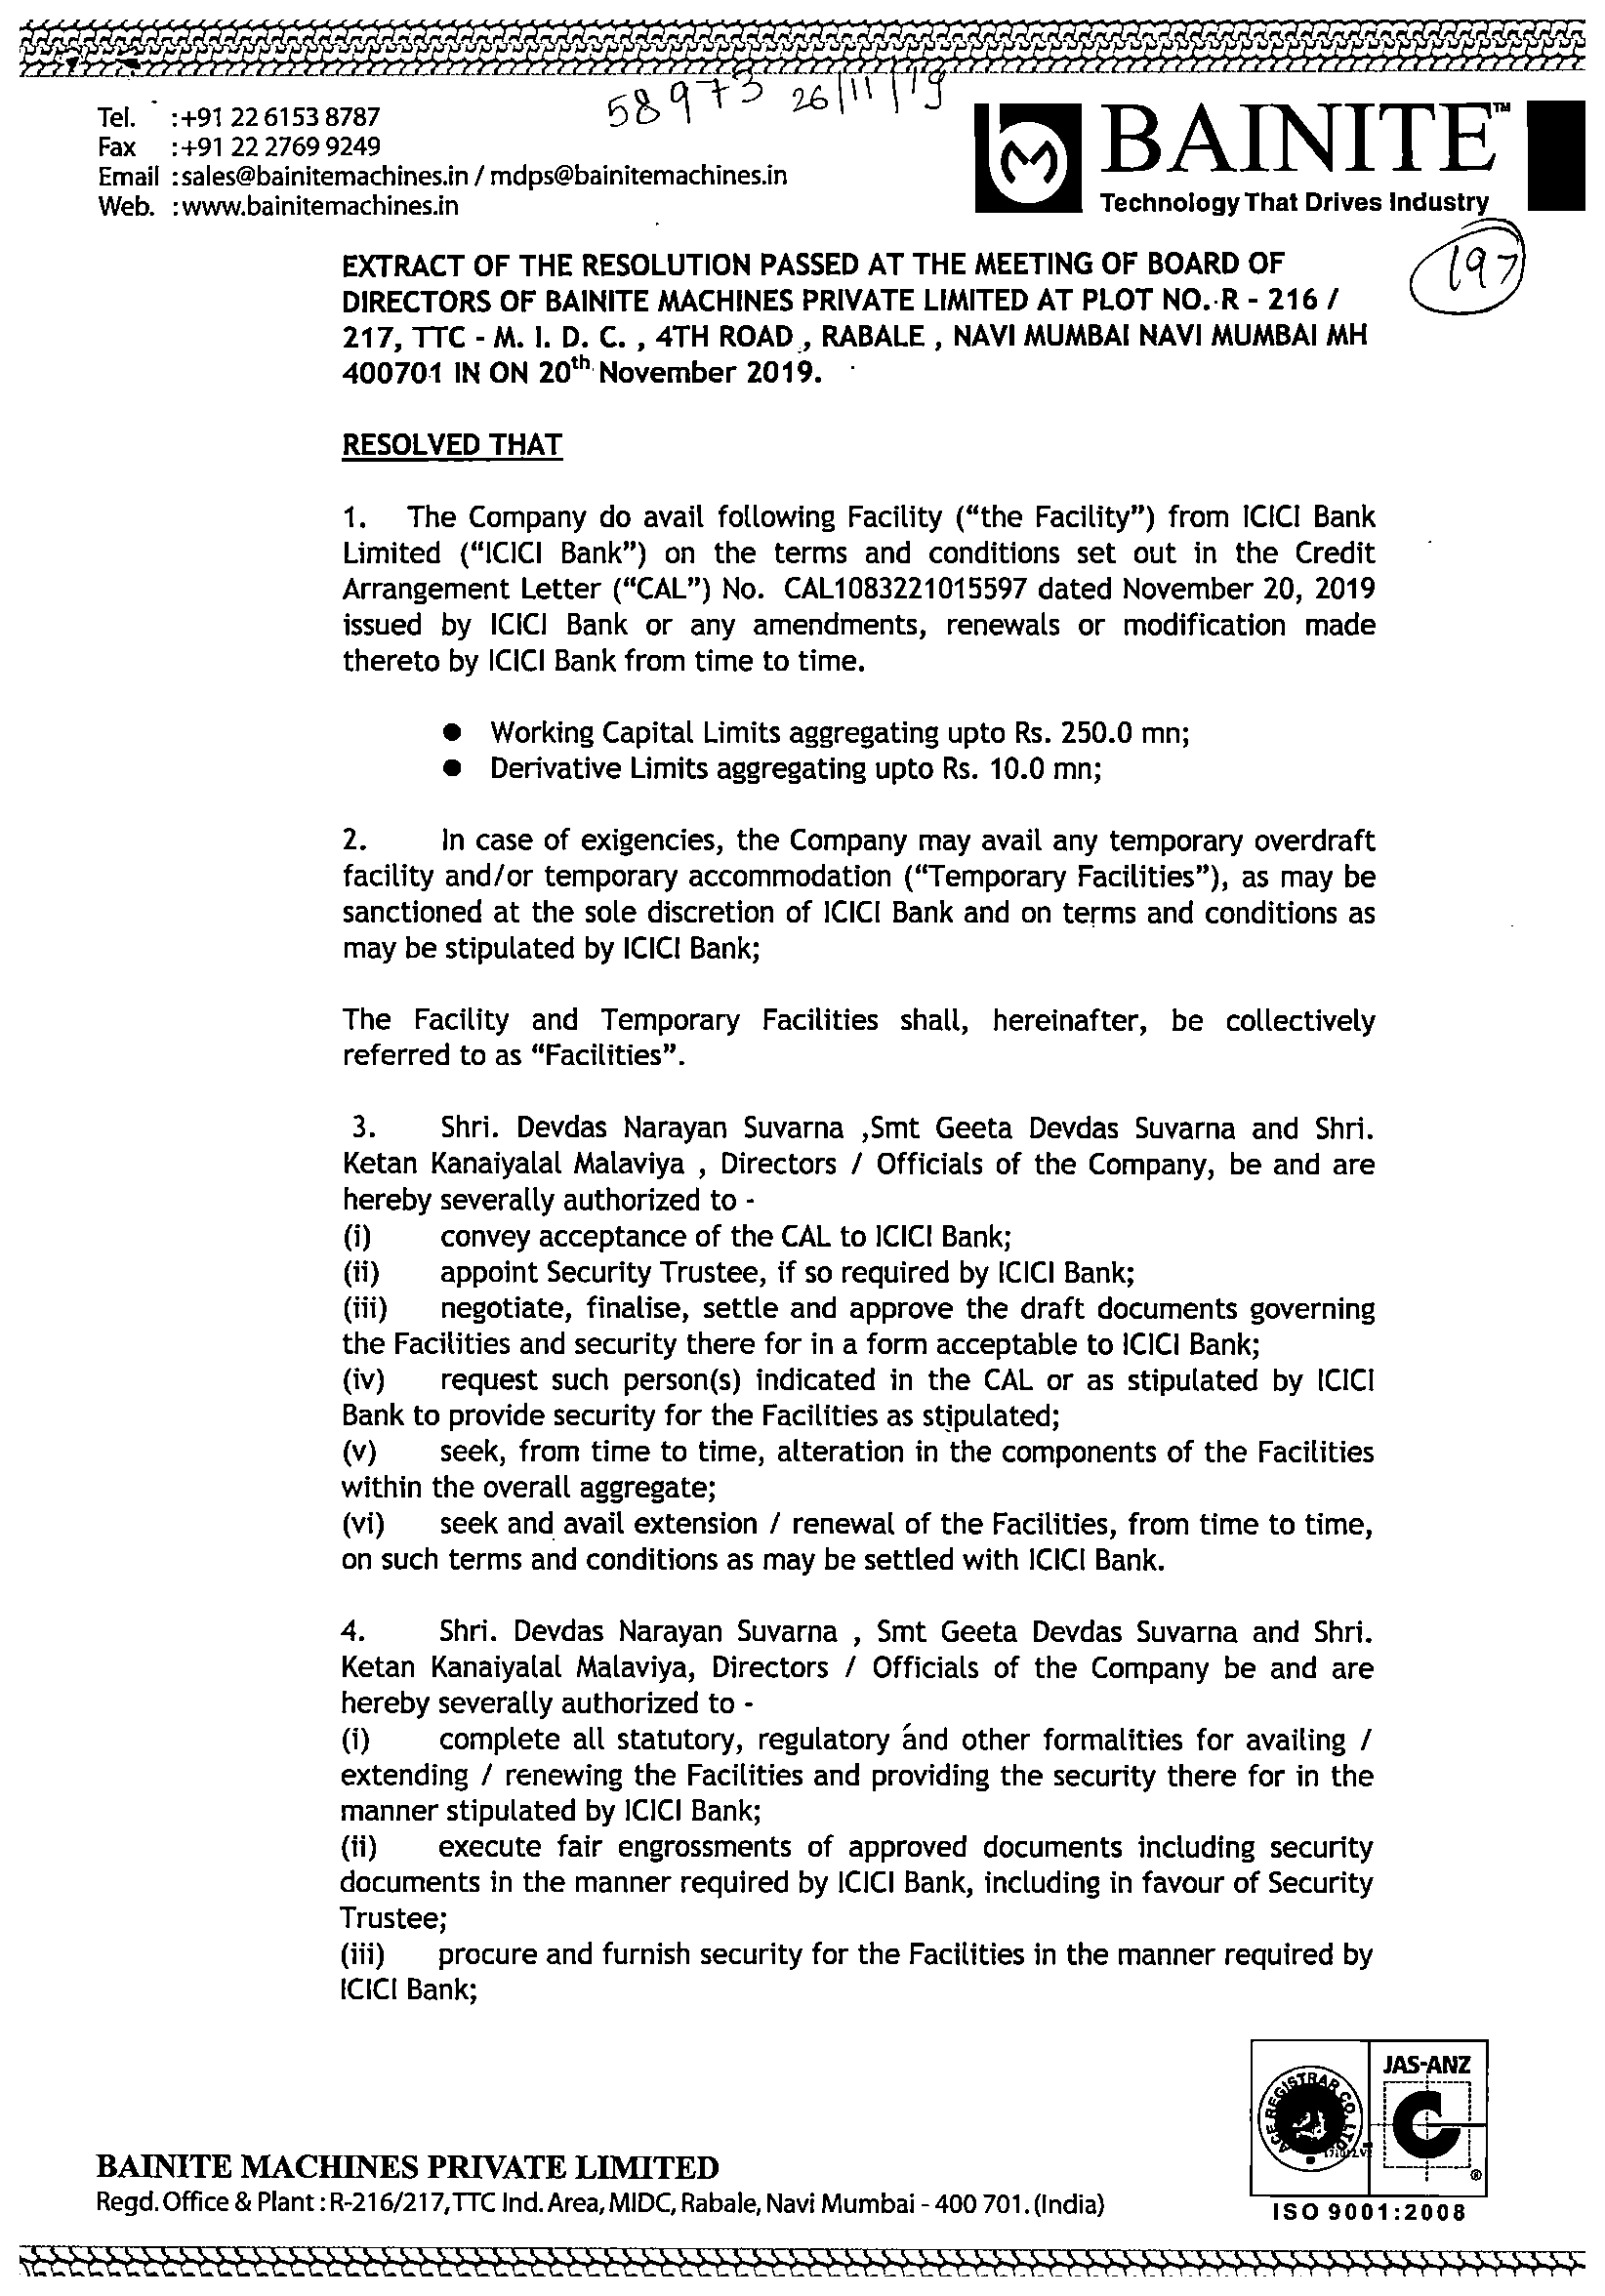 58973 26/11/19
Tel. :+91 22 6153 8787
Fax :+91 22 2769 9249
Email :sales@bainitemachines.in / mdps@bainitemachines.in
Web. :www.bainitemachines.in
BAINITE™
Technology That Drives Industry
197
EXTRACT OF THE RESOLUTION PASSED AT THE MEETING OF BOARD OF
DIRECTORS OF BAINITE MACHINES PRIVATE LIMITED AT PLOT NO. R - 216 /
217, TTC - M. I. D. C. , 4TH ROAD , RABALE , NAVI MUMBAI NAVI MUMBAI MH
400701 IN ON 20th November 2019.
RESOLVED THAT
1. The Company do avail following Facility (“the Facility”) from ICICI Bank
Limited (“ICICI Bank”) on the terms and conditions set out in the Credit
Arrangement Letter (“CAL”) No. CAL1083221015597 dated November 20, 2019
issued by ICICI Bank or any amendments, renewals or modification made
thereto by ICICI Bank from time to time.
● Working Capital Limits aggregating upto Rs. 250.0 mn;
● Derivative Limits aggregating upto Rs. 10.0 mn;
2. In case of exigencies, the Company may avail any temporary overdraft
facility and/or temporary accommodation (“Temporary Facilities”), as may be
sanctioned at the sole discretion of ICICI Bank and on terms and conditions as
may be stipulated by ICICI Bank;
The Facility and Temporary Facilities shall, hereinafter, be collectively
referred to as “Facilities”.
3. Shri. Devdas Narayan Suvarna ,Smt Geeta Devdas Suvarna and Shri.
Ketan Kanaiyalal Malaviya , Directors / Officials of the Company, be and are
hereby severally authorized to -
(i) convey acceptance of the CAL to ICICI Bank;
(ii) appoint Security Trustee, if so required by ICICI Bank;
(iii) negotiate, finalise, settle and approve the draft documents governing
the Facilities and security there for in a form acceptable to ICICI Bank;
(iv) request such person(s) indicated in the CAL or as stipulated by ICICI
Bank to provide security for the Facilities as stipulated;
(v) seek, from time to time, alteration in the components of the Facilities
within the overall aggregate;
(vi) seek and avail extension / renewal of the Facilities, from time to time,
on such terms and conditions as may be settled with ICICI Bank.
4. Shri. Devdas Narayan Suvarna , Smt Geeta Devdas Suvarna and Shri.
Ketan Kanaiyalal Malaviya, Directors / Officials of the Company be and are
hereby severally authorized to -
(i) complete all statutory, regulatory and other formalities for availing /
extending / renewing the Facilities and providing the security there for in the
manner stipulated by ICICI Bank;
(ii) execute fair engrossments of approved documents including security
documents in the manner required by ICICI Bank, including in favour of Security
Trustee;
(iii) procure and furnish security for the Facilities in the manner required by
ICICI Bank;
ACE REGISTRAR CO. LTD.
JAS-ANZ
®
ISO 9001:2008
BAINITE MACHINES PRIVATE LIMITED
Regd. Office & Plant : R-216/217, TTC Ind. Area, MIDC, Rabale, Navi Mumbai - 400 701. (India)